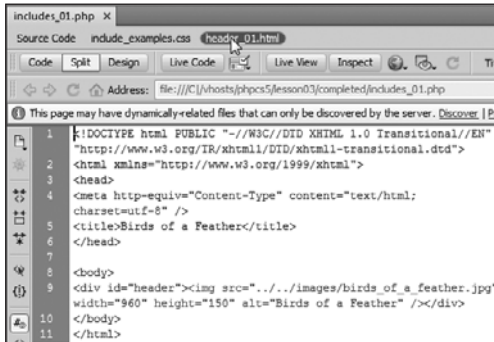 includes_01.php ×
Source Code include_examples.css header_01.html
Code Split Design Live Code Live View Inspect
Address: file:///C|/vhosts/phpcs5/lesson03/completed/includes_01.php
This page may have dynamically-related files that can only be discovered by the server. Discover |
1 <!DOCTYPE html PUBLIC "-//W3C//DTD XHTML 1.0 Transitional//EN"
"http://www.w3.org/TR/xhtml1/DTD/xhtml1-transitional.dtd">
2 <html xmlns="http://www.w3.org/1999/xhtml">
3 <head>
4 <meta http-equiv="Content-Type" content="text/html;
charset=utf-8" />
5 <title>Birds of a Feather</title>
6 </head>
7
8 <body>
9 <div id="header"><img src="../../images/birds_of_a_feather.jpg"
width="960" height="150" alt="Birds of a Feather" /></div>
10 </body>
11 </html>